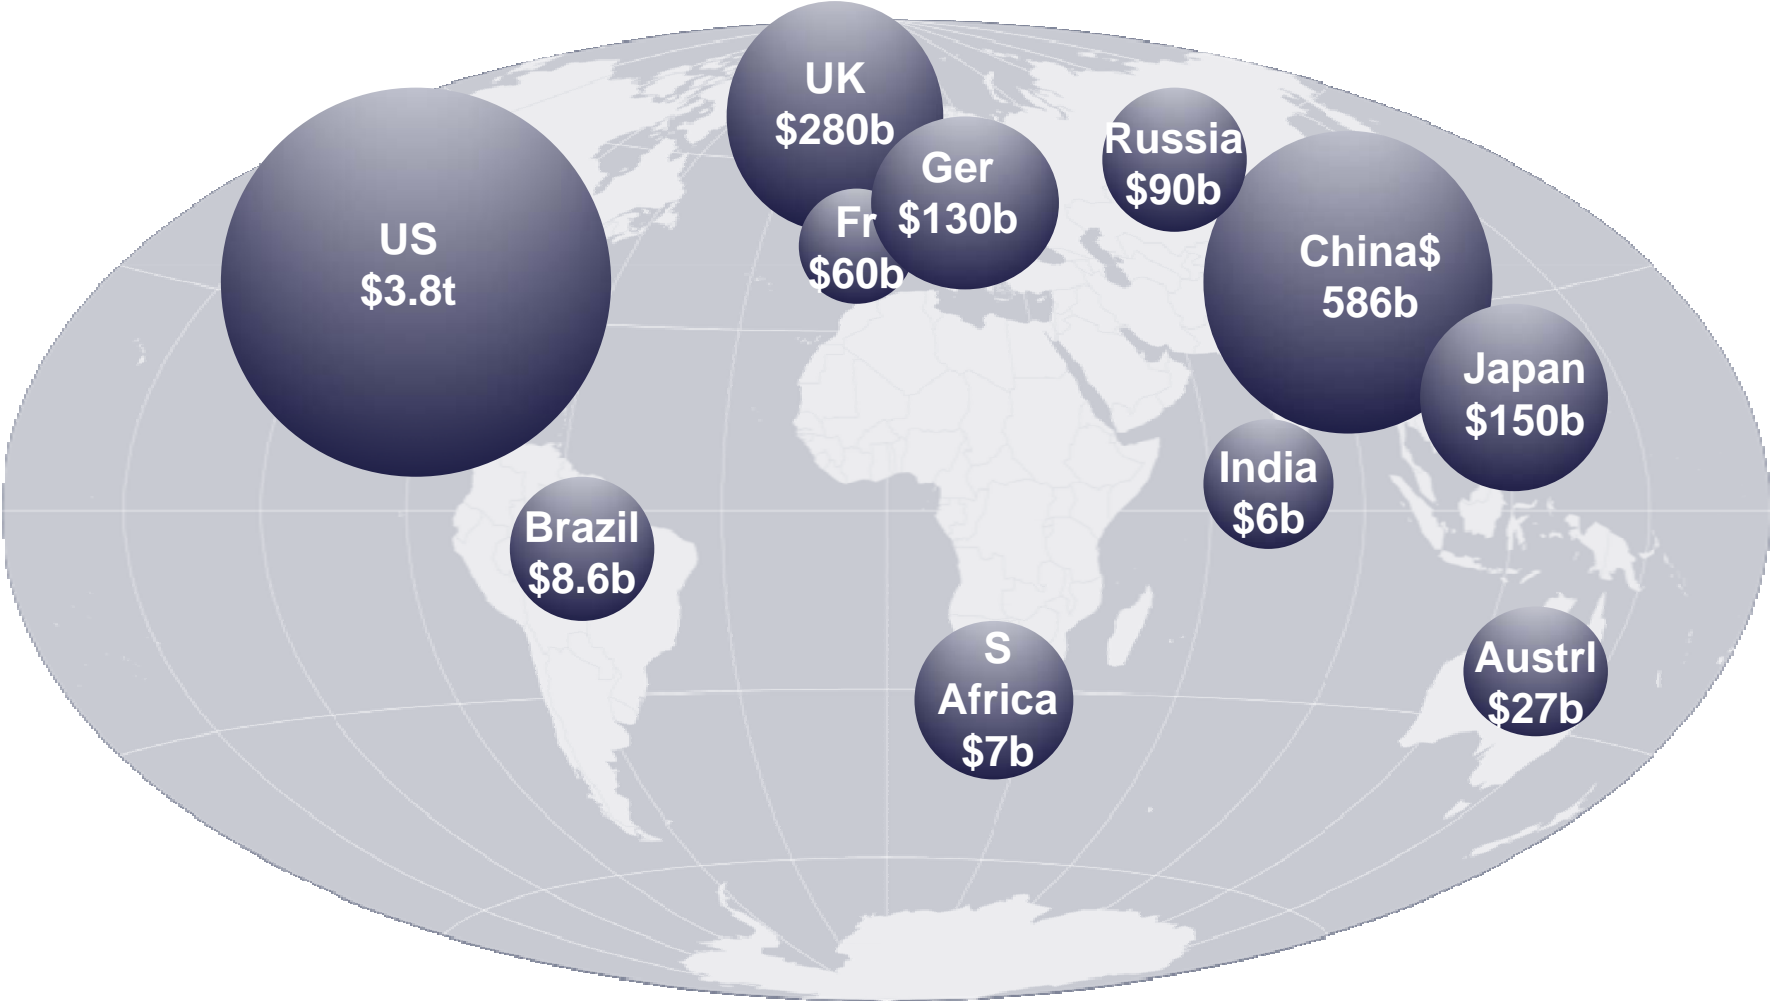 UK
$280b
Russia
$90b
Ger
$130b
Fr
$60b
US
$3.8t
China$
586b
Japan
$150b
India
$6b
Brazil
$8.6b
S
Africa
$7b
Austrl
$27b